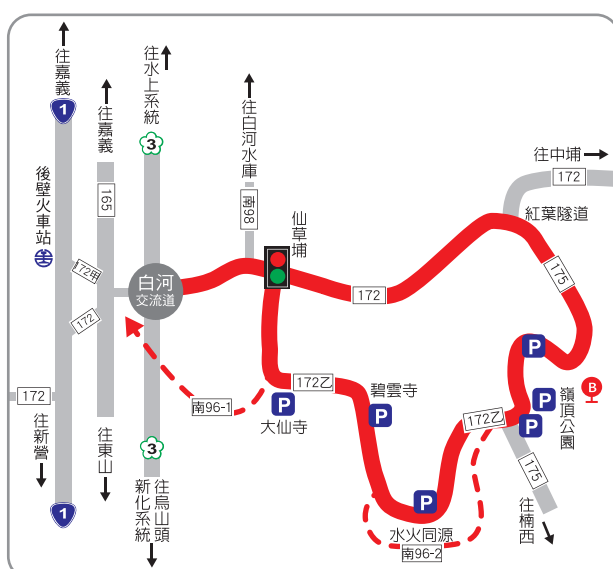 往嘉義
1
後壁火車站
172
往新營
1
往嘉義
165
172甲
172
往東山
往水上系統
3
白河
交流道
3
往烏山頭
新化系統
往白河水庫
南98
仙草埔
172
南96-1
172乙
P
大仙寺
碧雲寺
P
P
水火同源
南96-2
172乙
往中埔
172
紅葉隧道
175
P
P
P
B
嶺頂公園
175
往楠西